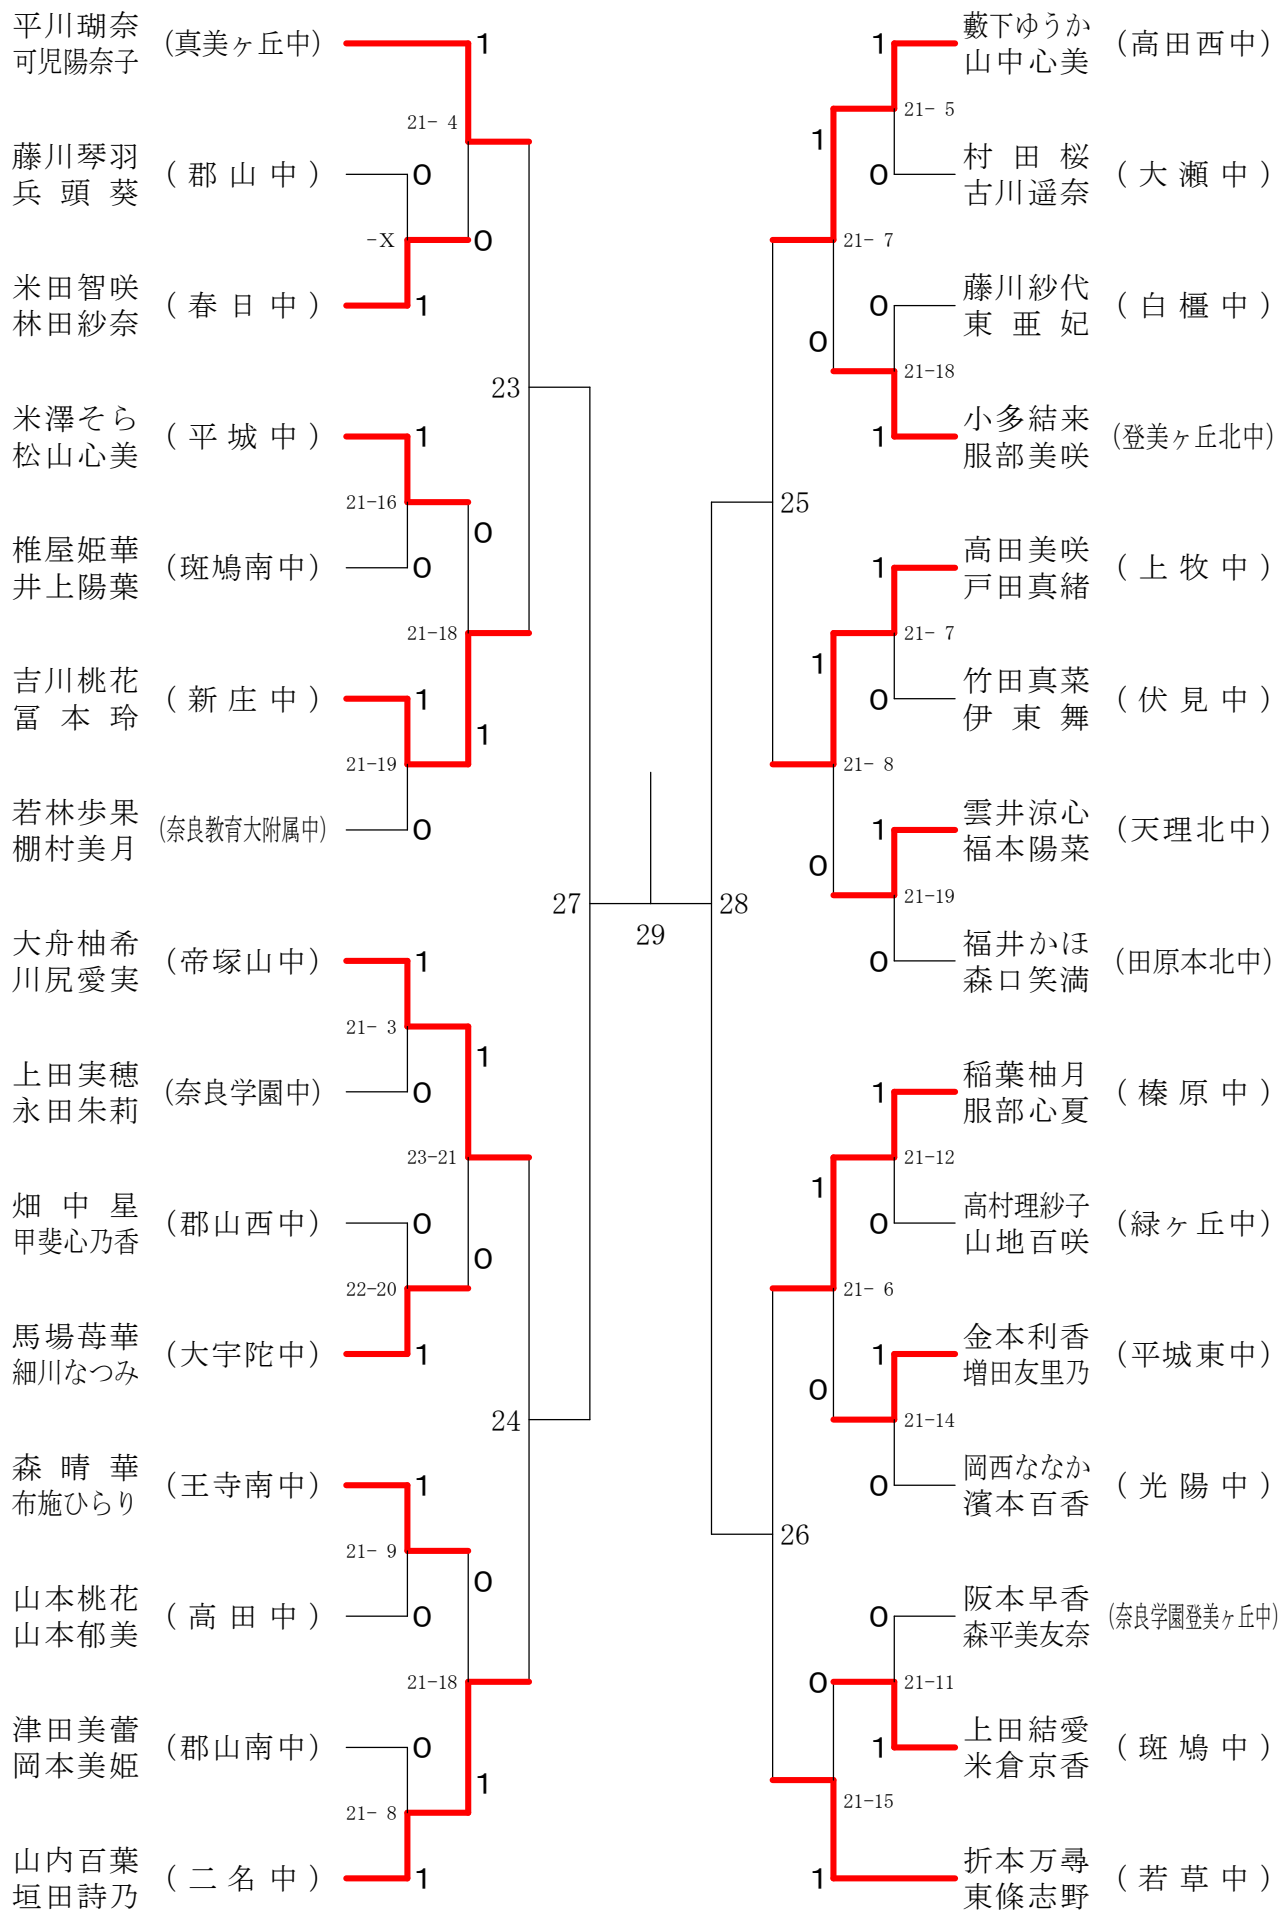 平川瑚奈
可児陽奈子
(真美ヶ丘中)
1
21- 4
藤川琴羽
兵頭葵
(郡山中)
0
-X
0
米田智咲
林田紗奈
(春日中)
1
23
米澤そら
松山心美
(平城中)
1
21-16
0
椎屋姫華
井上陽葉
(斑鳩南中)
0
21-18
吉川桃花
冨本玲
(新庄中)
1
1
21-19
若林歩果
棚村美月
(奈良教育大附属中)
0
27
大舟柚希
川尻愛実
(帝塚山中)
1
21- 3
1
上田実穂
永田朱莉
(奈良学園中)
0
23-21
畑中星
甲斐心乃香
(郡山西中)
0
0
22-20
馬場苺華
細川なつみ
(大宇陀中)
1
24
森晴華
布施ひらり
(王寺南中)
1
21- 9
0
山本桃花
山本郁美
(高田中)
0
21-18
津田美蕾
岡本美姫
(郡山南中)
0
1
21- 8
山内百葉
垣田詩乃
(二名中)
1
29
藪下ゆうか
山中心美
(高田西中)
1
21- 5
1
村田桜
古川遥奈
(大瀬中)
0
21- 7
藤川紗代
東亜妃
(白橿中)
0
0
21-18
小多結来
服部美咲
(登美ヶ丘北中)
1
25
高田美咲
戸田真緒
(上牧中)
1
21- 7
1
竹田真菜
伊東舞
(伏見中)
0
21- 8
雲井涼心
福本陽菜
(天理北中)
1
0
21-19
福井かほ
森口笑満
(田原本北中)
0
28
稲葉柚月
服部心夏
(榛原中)
1
21-12
1
高村理紗子
山地百咲
(緑ヶ丘中)
0
21- 6
金本利香
増田友里乃
(平城東中)
1
0
21-14
岡西ななか
濱本百香
(光陽中)
0
26
阪本早香
森平美友奈
(奈良学園登美ヶ丘中)
0
0
21-11
上田結愛
米倉京香
(斑鳩中)
1
21-15
折本万尋
東條志野
(若草中)
1